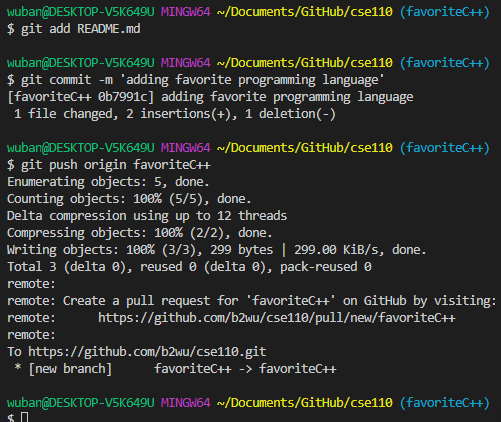 wuban@DESKTOP-V5K649U MINGW64 ~/Documents/GitHub/cse110 (favoriteC++)
$ git add README.md
wuban@DESKTOP-V5K649U MINGW64 ~/Documents/GitHub/cse110 (favoriteC++)
$ git commit -m 'adding favorite programming language'
[favoriteC++ 0b7991c] adding favorite programming language
 1 file changed, 2 insertions(+), 1 deletion(-)
wuban@DESKTOP-V5K649U MINGW64 ~/Documents/GitHub/cse110 (favoriteC++)
$ git push origin favoriteC++
Enumerating objects: 5, done.
Counting objects: 100% (5/5), done.
Delta compression using up to 12 threads
Compressing objects: 100% (2/2), done.
Writing objects: 100% (3/3), 299 bytes | 299.00 KiB/s, done.
Total 3 (delta 0), reused 0 (delta 0), pack-reused 0
remote:
remote: Create a pull request for 'favoriteC++' on GitHub by visiting:
remote:      https://github.com/b2wu/cse110/pull/new/favoriteC++
remote:
To https://github.com/b2wu/cse110.git
 * [new branch]      favoriteC++ -> favoriteC++
wuban@DESKTOP-V5K649U MINGW64 ~/Documents/GitHub/cse110 (favoriteC++)
$